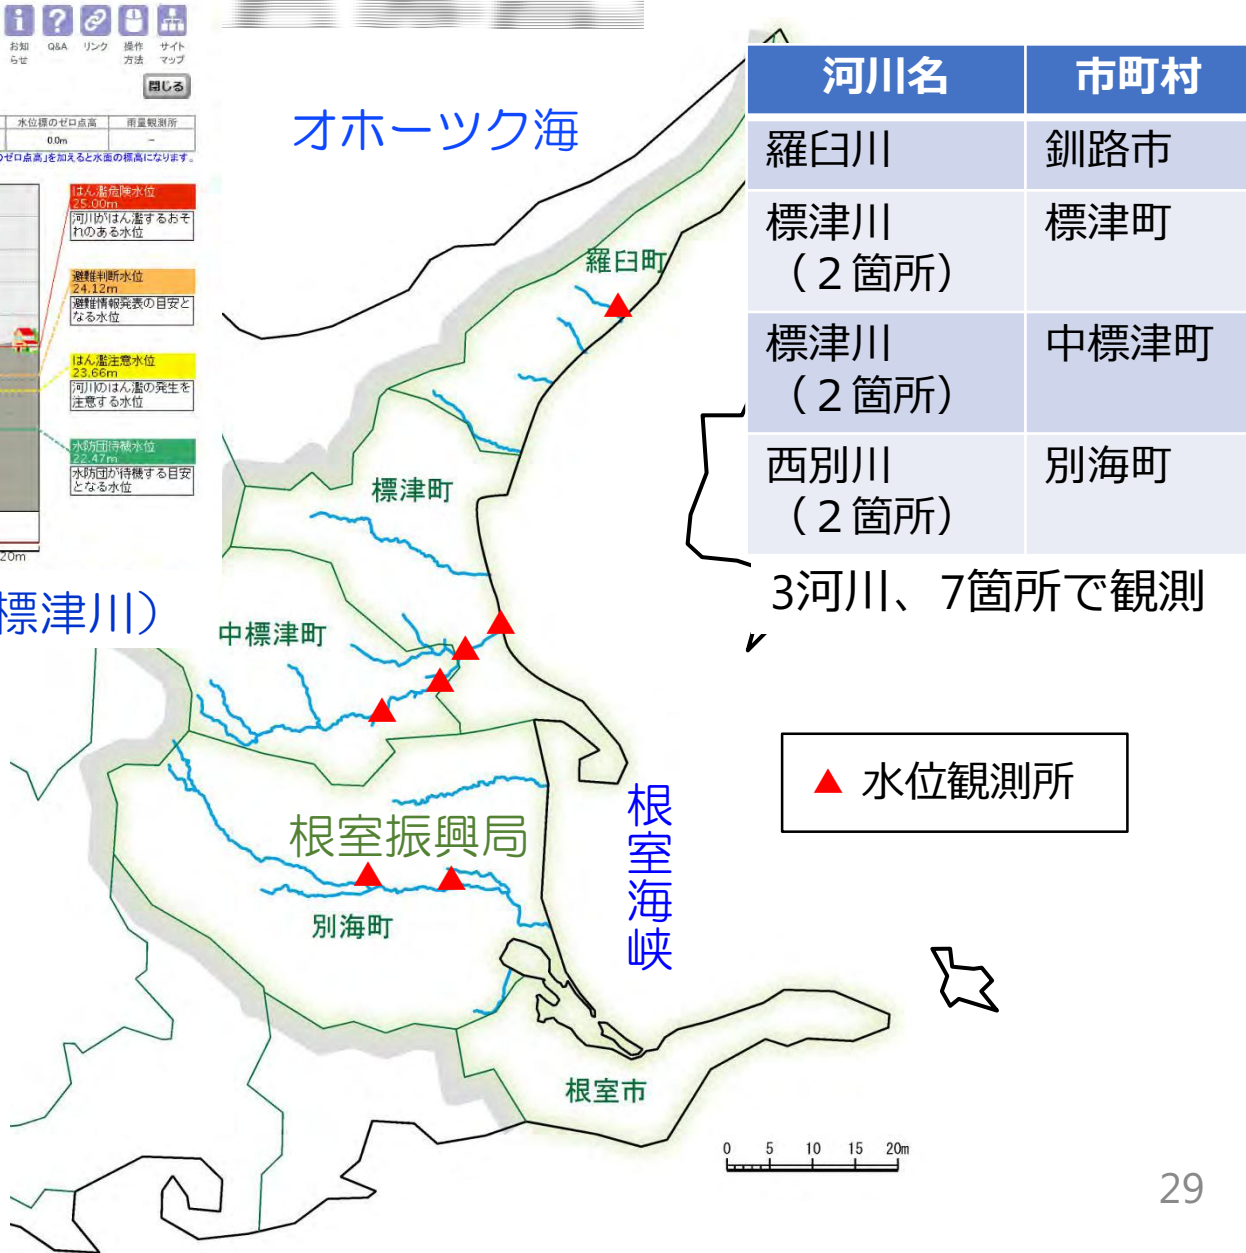 お知らせ
Q&A
リンク
操作方法
サイトマップ
閉じる
水位標のゼロ点高 雨量観測所
0.0m －
のゼロ点高」を加えると水面の標高になります。
はん濫危険水位
25.00m
河川がはん濫するおそ
れのある水位
避難判断水位
24.12m
避難情報発表の目安と
なる水位
はん濫注意水位
23.66m
河川のはん濫の発生を
注意する水位
水防団待機水位
22.47m
水防団が待機する目安
となる水位
20m
標津川）
オホーツク海
羅臼町
標津町
中標津町
根室振興局
別海町
根室市
根室海峡
河川名 市町村
羅臼川 釧路市
標津川 標津町
（２箇所）
標津川 中標津町
（２箇所）
西別川 別海町
（２箇所）
3河川、7箇所で観測
▲ 水位観測所
0 5 10 15 20m
29